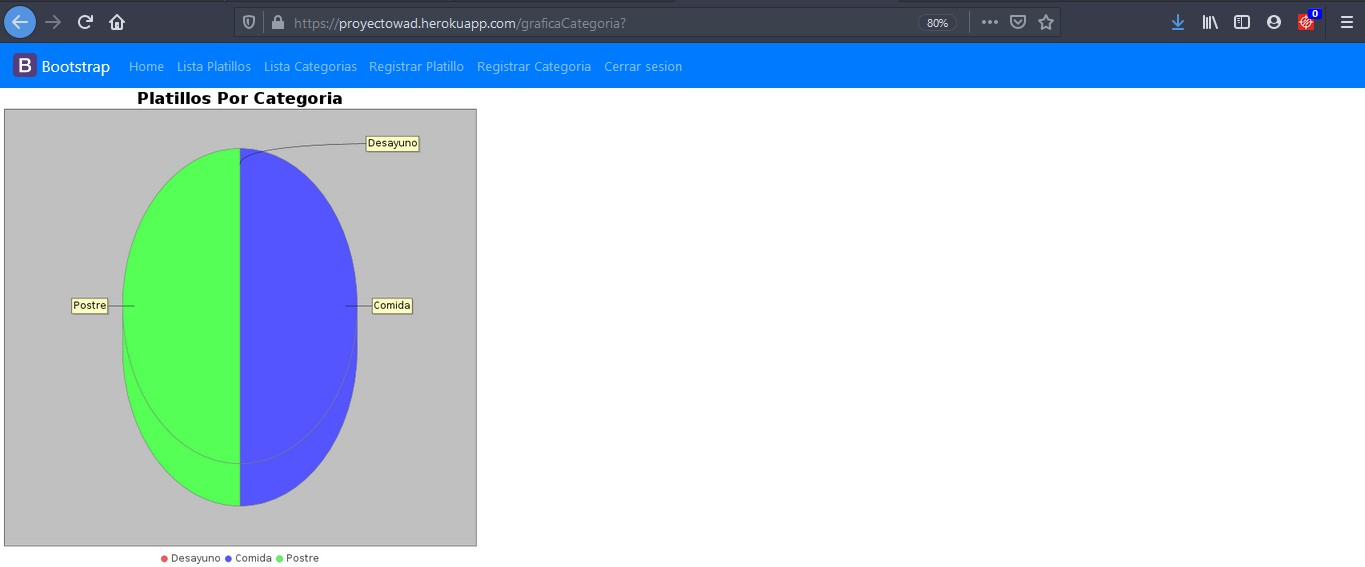 https://proyectowad.herokuapp.com/graficaCategoria?
80%
0
B Bootstrap Home Lista Platillos Lista Categorias Registrar Platillo Registrar Categoria Cerrar sesion
Platillos Por Categoria
Desayuno
Postre
Comida
Desayuno Comida Postre